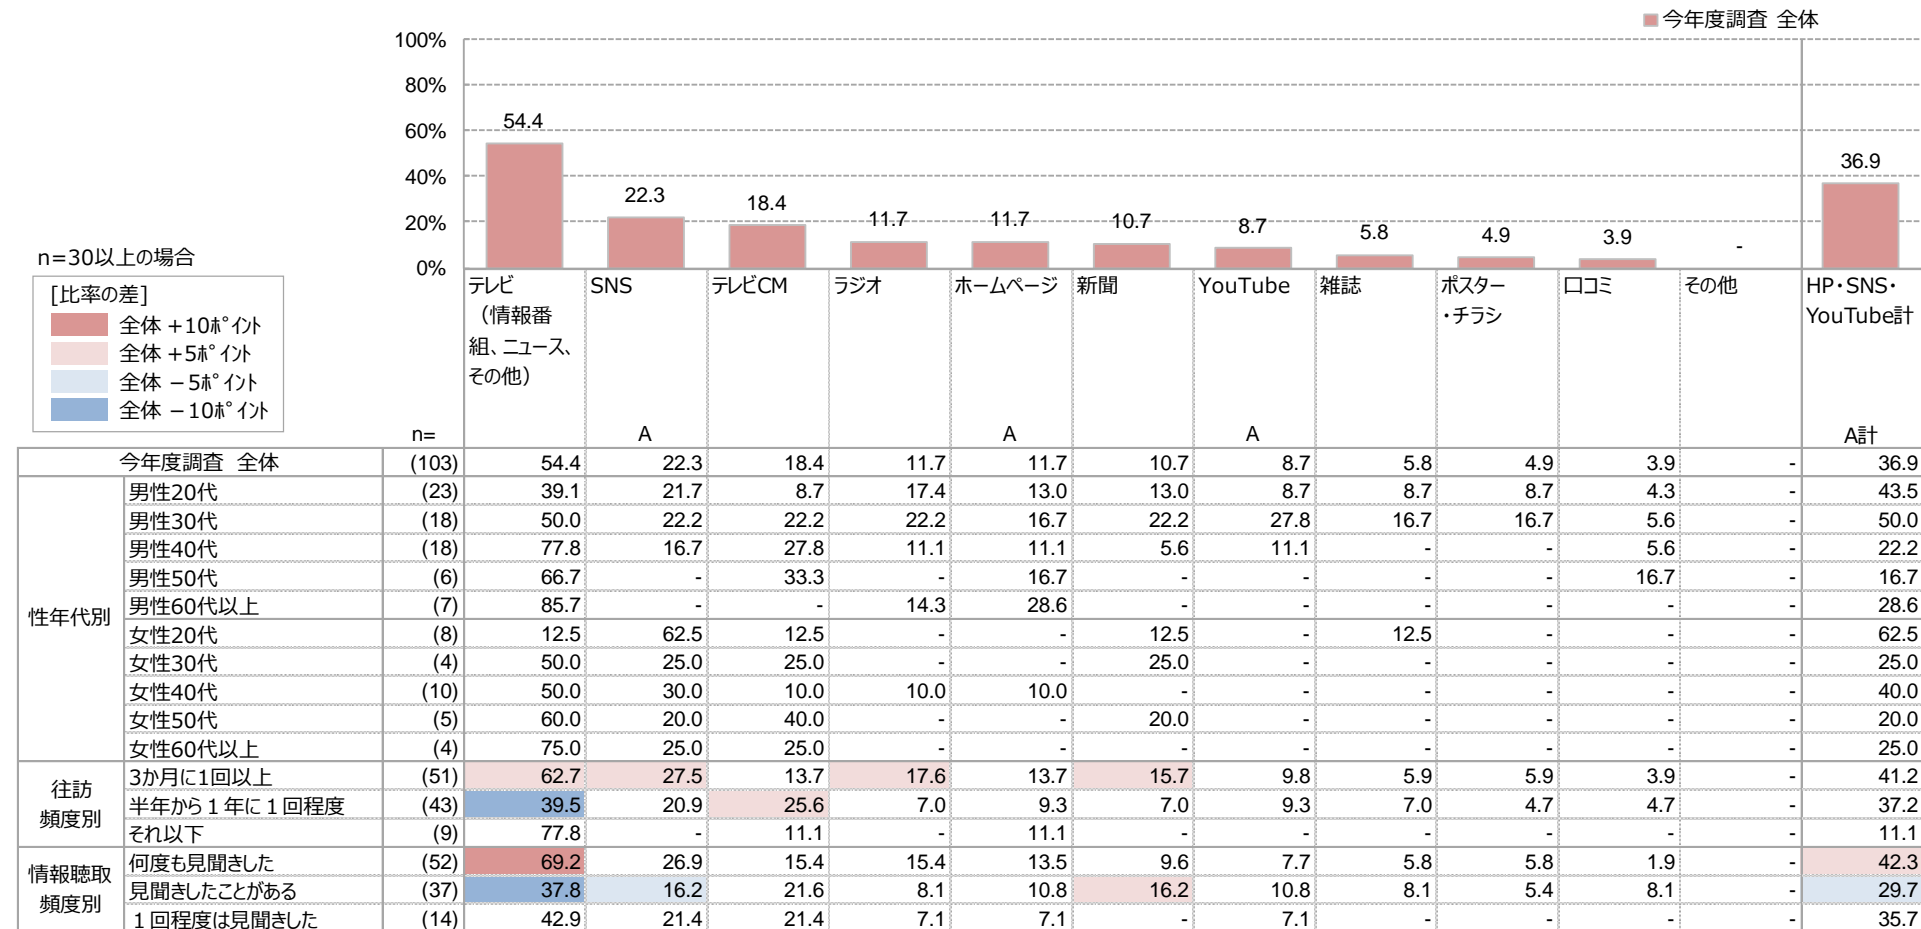 今年度調査 全体
100%
80%
60%
40%
20%
0%
54.4
22.3
18.4
11.7
11.7
10.7
8.7
5.8
4.9
3.9
-
36.9
n=30以上の場合
[比率の差]
全体 +10ﾎﾟｲﾝﾄ
全体 +5ﾎﾟｲﾝﾄ
全体 －5ﾎﾟｲﾝﾄ
全体 －10ﾎﾟｲﾝﾄ
テレビ
（情報番
組、ニュース、
その他）
SNS
テレビCM
ラジオ
ホームページ
新聞
YouTube
雑誌
ポスター
・チラシ
口コミ
その他
HP・SNS・
YouTube計
n= A A A A計
今年度調査 全体 (103) 54.4 22.3 18.4 11.7 11.7 10.7 8.7 5.8 4.9 3.9 - 36.9
性年代別
男性20代 (23) 39.1 21.7 8.7 17.4 13.0 13.0 8.7 8.7 8.7 4.3 - 43.5
男性30代 (18) 50.0 22.2 22.2 22.2 16.7 22.2 27.8 16.7 16.7 5.6 - 50.0
男性40代 (18) 77.8 16.7 27.8 11.1 11.1 5.6 11.1 - - 5.6 - 22.2
男性50代 (6) 66.7 - 33.3 - 16.7 - - - - 16.7 - 16.7
男性60代以上 (7) 85.7 - - 14.3 28.6 - - - - - - 28.6
女性20代 (8) 12.5 62.5 12.5 - - 12.5 - 12.5 - - - 62.5
女性30代 (4) 50.0 25.0 25.0 - - 25.0 - - - - - 25.0
女性40代 (10) 50.0 30.0 10.0 10.0 10.0 - - - - - - 40.0
女性50代 (5) 60.0 20.0 40.0 - - 20.0 - - - - - 20.0
女性60代以上 (4) 75.0 25.0 25.0 - - - - - - - - 25.0
往訪
頻度別
3か月に1回以上 (51) 62.7 27.5 13.7 17.6 13.7 15.7 9.8 5.9 5.9 3.9 - 41.2
半年から１年に１回程度 (43) 39.5 20.9 25.6 7.0 9.3 7.0 9.3 7.0 4.7 4.7 - 37.2
それ以下 (9) 77.8 - 11.1 - 11.1 - - - - - - 11.1
情報聴取
頻度別
何度も見聞きした (52) 69.2 26.9 15.4 15.4 13.5 9.6 7.7 5.8 5.8 1.9 - 42.3
見聞きしたことがある (37) 37.8 16.2 21.6 8.1 10.8 16.2 10.8 8.1 5.4 8.1 - 29.7
１回程度は見聞きした (14) 42.9 21.4 21.4 7.1 7.1 - 7.1 - - - - 35.7